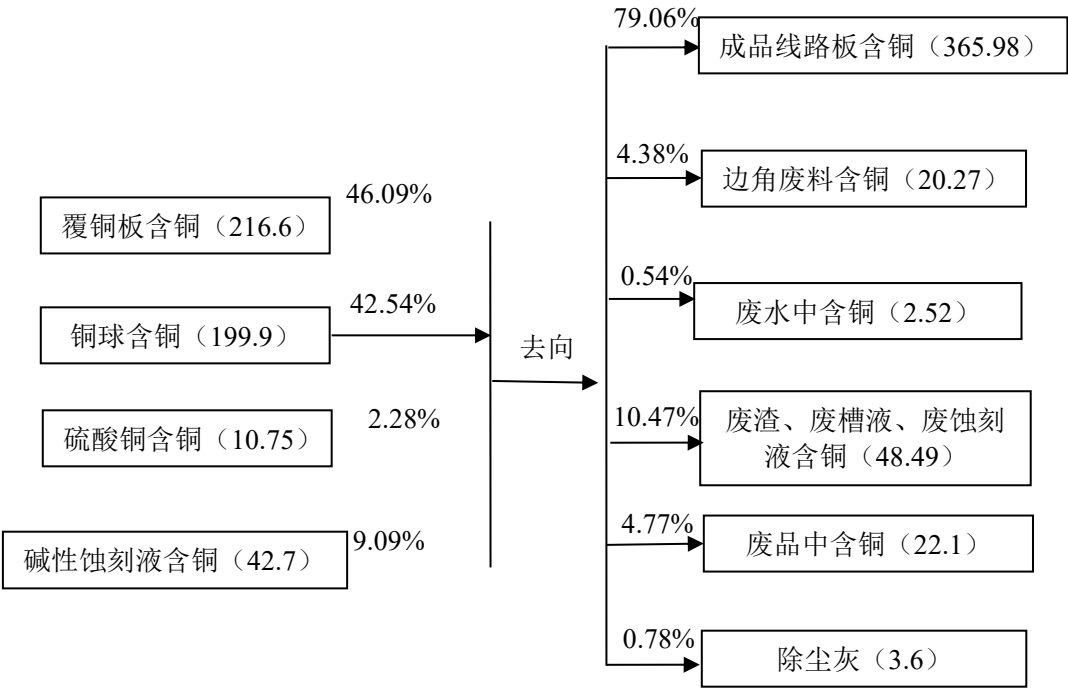 46.09%
覆铜板含铜（216.6）
42.54%
铜球含铜（199.9）
2.28%
硫酸铜含铜（10.75）
9.09%
碱性蚀刻液含铜（42.7）
去向
79.06%
成品线路板含铜（365.98）
4.38%
边角废料含铜（20.27）
0.54%
废水中含铜（2.52）
10.47%
废渣、废槽液、废蚀刻
液含铜（48.49）
4.77%
废品中含铜（22.1）
0.78%
除尘灰（3.6）